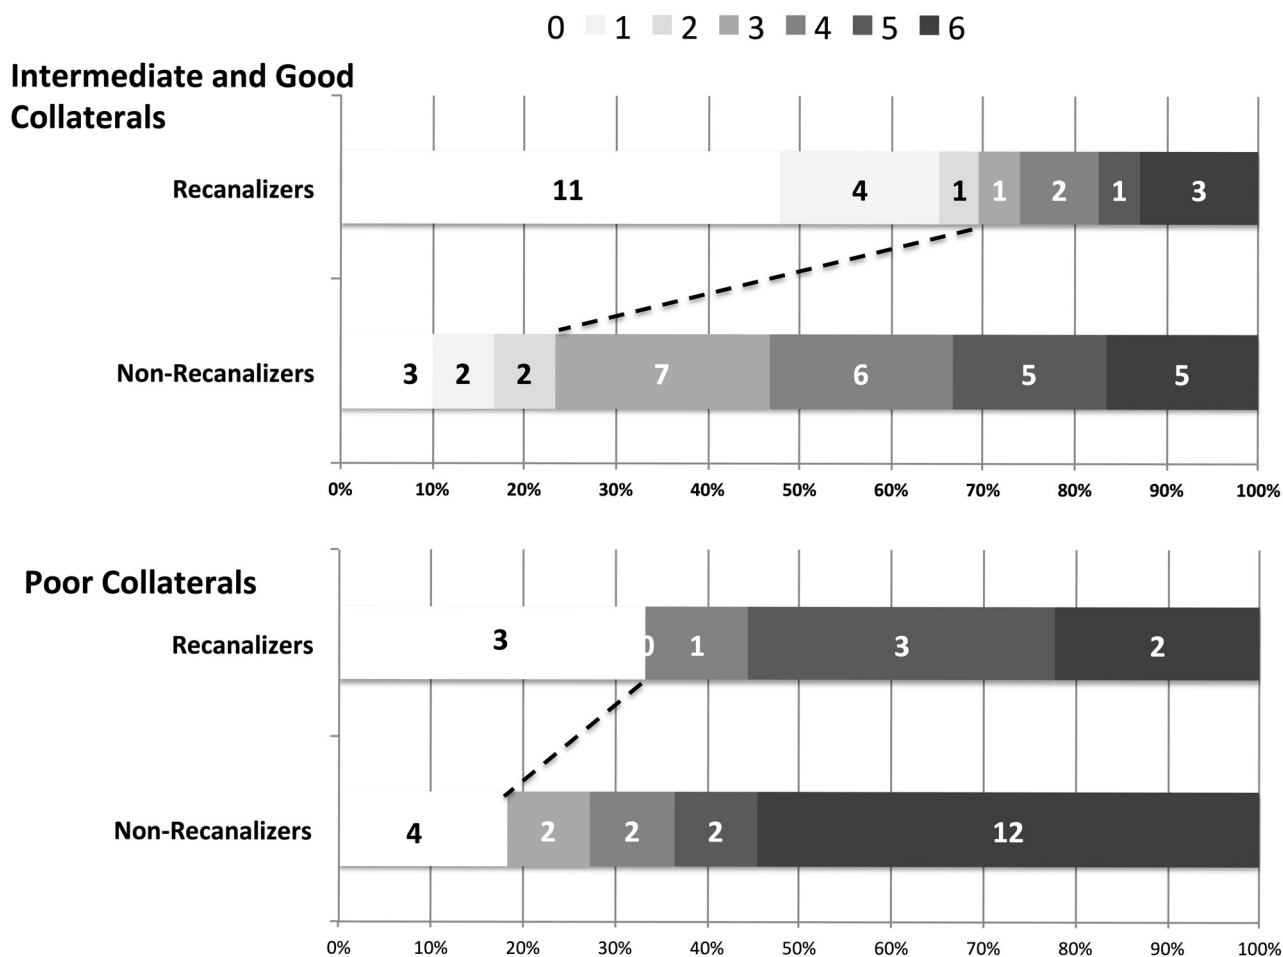 0 1 2 3 4 5 6
Intermediate and Good
Collaterals
Recanalizers 11 4 1 1 2 1 3
Non-Recanalizers 3 2 2 7 6 5 5
0% 10% 20% 30% 40% 50% 60% 70% 80% 90% 100%
Poor Collaterals
Recanalizers 3 0 1 3 2
Non-Recanalizers 4 2 2 2 12
0% 10% 20% 30% 40% 50% 60% 70% 80% 90% 100%